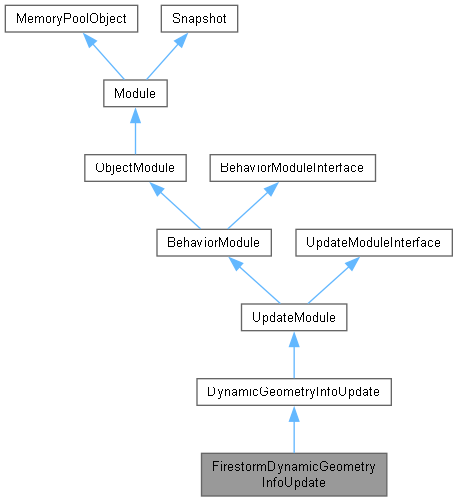 MemoryPoolObject
Snapshot
Module
ObjectModule
BehaviorModuleInterface
BehaviorModule
UpdateModuleInterface
UpdateModule
DynamicGeometryInfoUpdate
FirestormDynamicGeometry
InfoUpdate